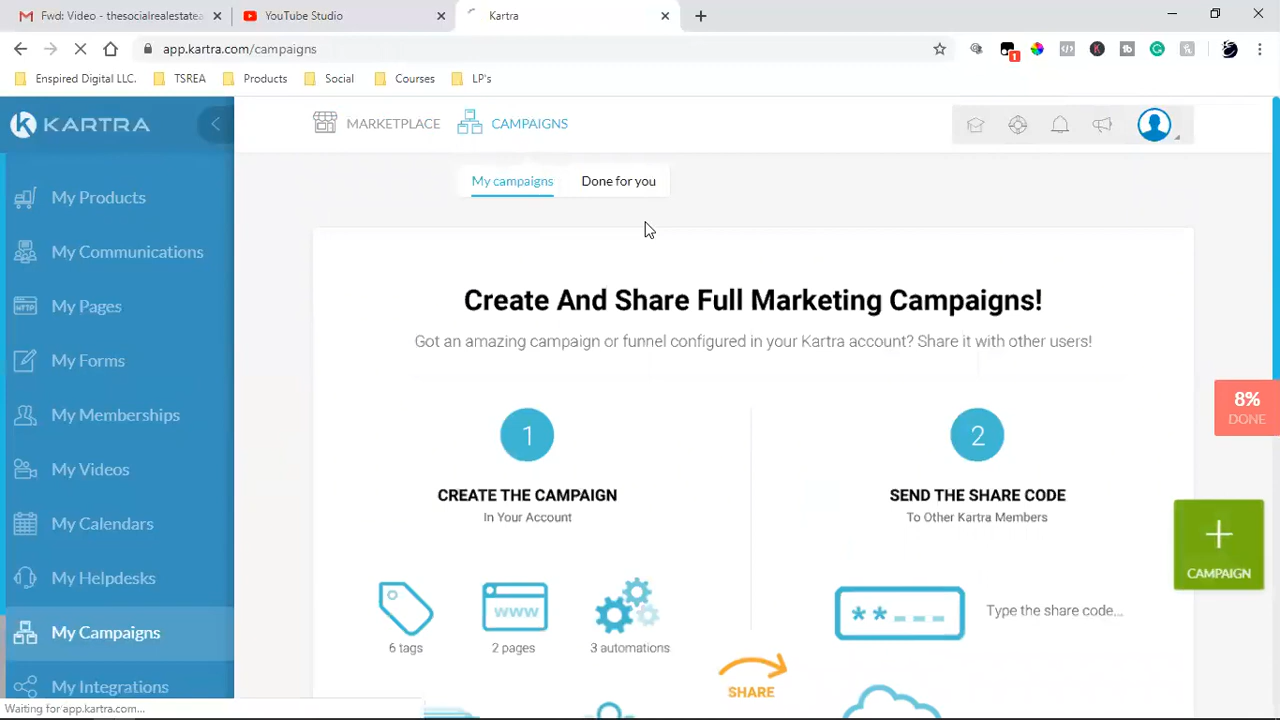 Fwd: Video - thesocialrealestatea
YouTube Studio
Kartra
app.kartra.com/campaigns
1
Enspired Digital LLC.
TSREA
Products
Social
Courses
LP's
KARTRA
MARKETPLACE
CAMPAIGNS
My campaigns
Done for you
My Products
My Communications
My Pages
My Forms
My Memberships
My Videos
My Calendars
My Helpdesks
My Campaigns
My Integrations
Create And Share Full Marketing Campaigns!
Got an amazing campaign or funnel configured in your Kartra account? Share it with other users!
1
2
CREATE THE CAMPAIGN
In Your Account
SEND THE SHARE CODE
To Other Kartra Members
www
6 tags
2 pages
3 automations
**___
Type the share code...
SHARE
8%
DONE
+
CAMPAIGN
Waiting for app.kartra.com...